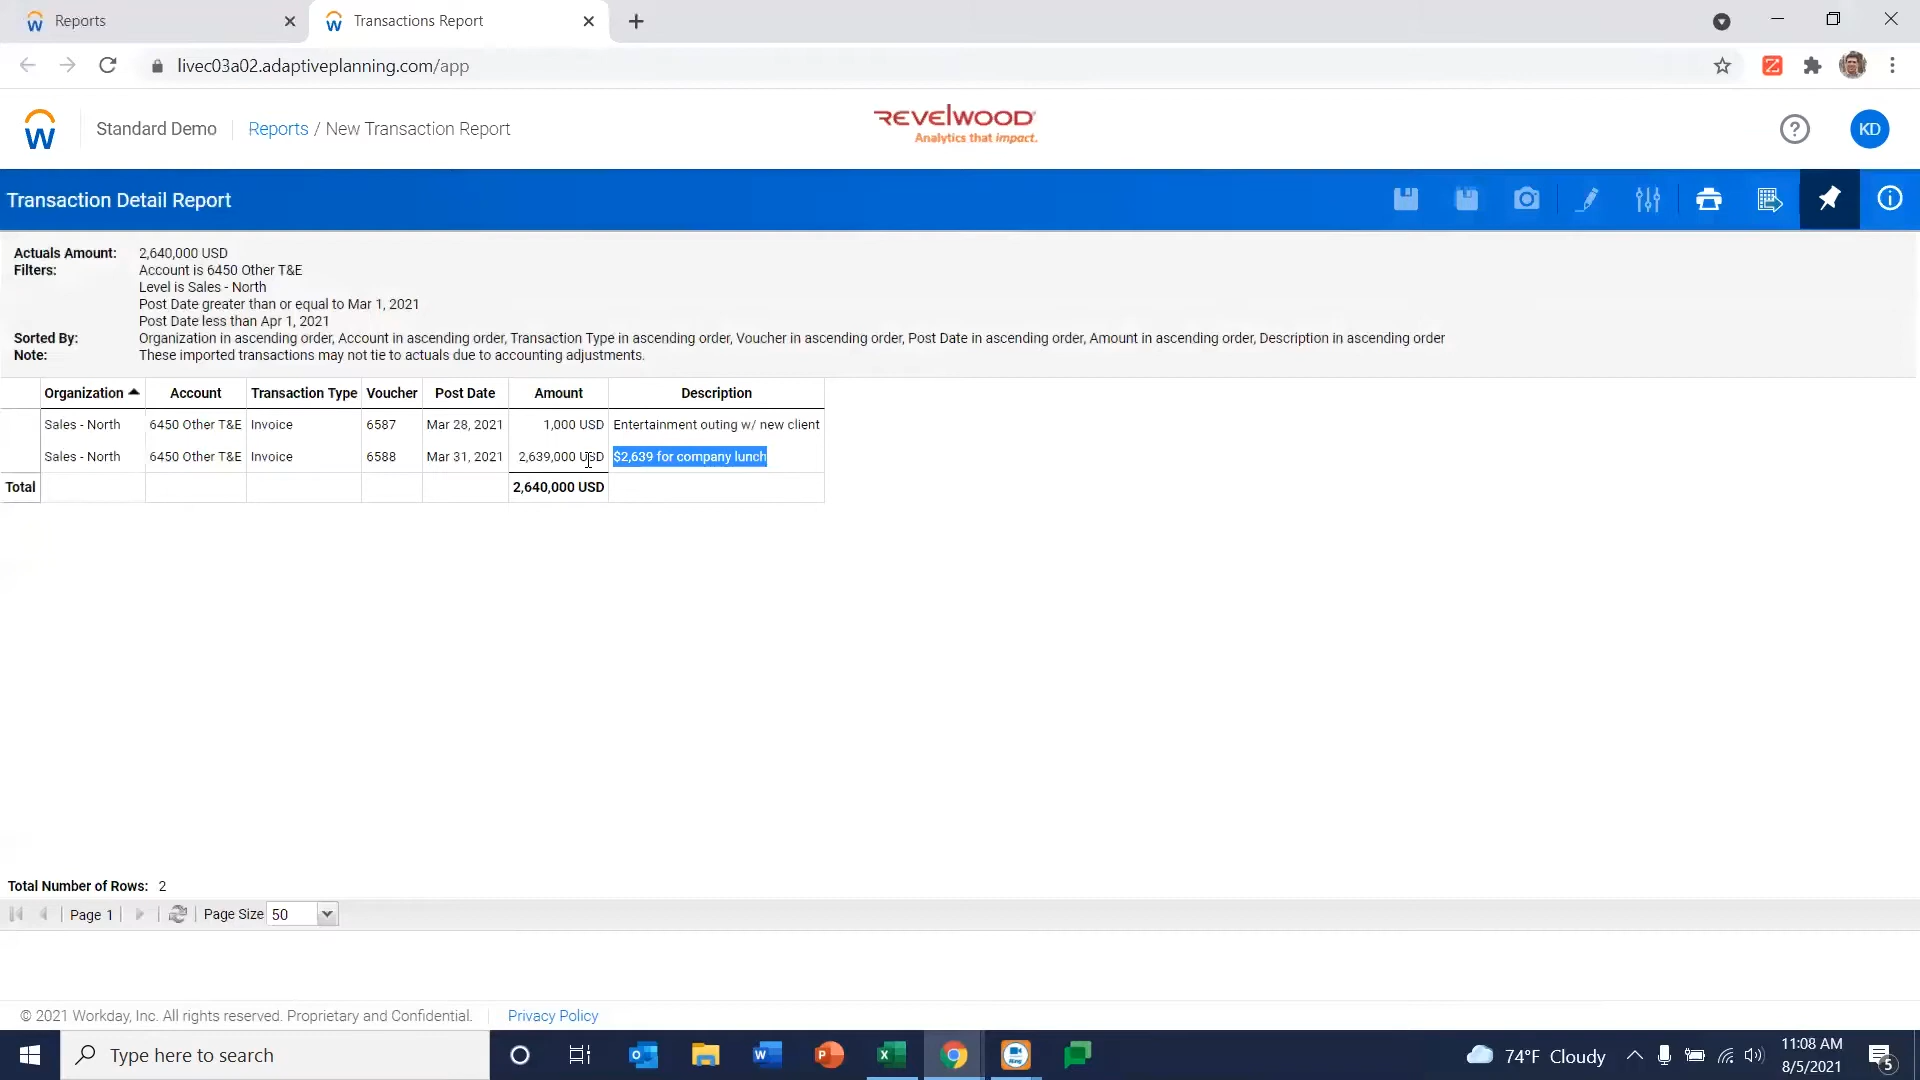 Reports
Transactions Report
livec03a02.adaptiveplanning.com/app
Standard Demo
Reports / New Transaction Report
REVELWOOD
Analytics that impact.
KD
Transaction Detail Report
Actuals Amount: 2,640,000 USD
Filters: Account is 6450 Other T&E
Level is Sales - North
Post Date greater than or equal to Mar 1, 2021
Post Date less than Apr 1, 2021
Sorted By: Organization in ascending order, Account in ascending order, Transaction Type in ascending order, Voucher in ascending order, Post Date in ascending order, Amount in ascending order, Description in ascending order
Note: These imported transactions may not tie to actuals due to accounting adjustments.
Organization Account Transaction Type Voucher Post Date Amount Description
Sales - North 6450 Other T&E Invoice 6587 Mar 28, 2021 1,000 USD Entertainment outing w/ new client
Sales - North 6450 Other T&E Invoice 6588 Mar 31, 2021 2,639,000 USD $2,639 for company lunch
Total 2,640,000 USD
Total Number of Rows: 2
Page 1 Page Size 50
© 2021 Workday, Inc. All rights reserved. Proprietary and Confidential. Privacy Policy
Type here to search
74°F Cloudy
11:08 AM
8/5/2021
5